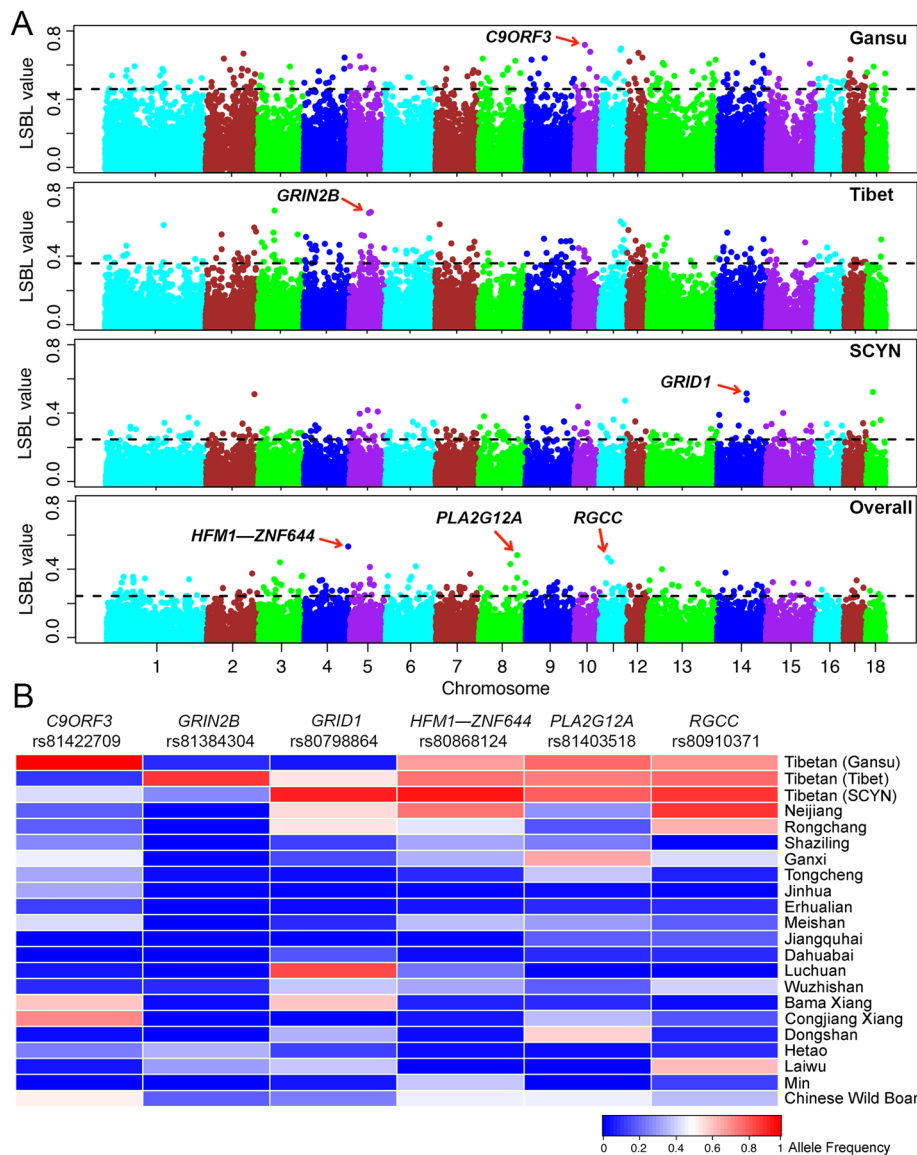 A
Gansu
C9ORF3
LSBL value
0.0 0.4 0.8
Tibet
GRIN2B
LSBL value
0.0 0.4 0.8
SCYN
GRID1
LSBL value
0.0 0.4 0.8
Overall
HFM1—ZNF644
PLA2G12A
RGCC
LSBL value
0.0 0.4 0.8
1 2 3 4 5 6 7 8 9 10 12 13 14 15 16 18
Chromosome
B
C9ORF3 GRIN2B GRID1 HFM1—ZNF644 PLA2G12A RGCC
rs81422709 rs81384304 rs80798864 rs80868124 rs81403518 rs80910371
Tibetan (Gansu)
Tibetan (Tibet)
Tibetan (SCYN)
Neijiang
Rongchang
Shaziling
Ganxi
Tongcheng
Jinhua
Erhualian
Meishan
Jiangquhai
Dahuabai
Luchuan
Wuzhishan
Bama Xiang
Congjiang Xiang
Dongshan
Hetao
Laiwu
Min
Chinese Wild Boar
0 0.2 0.4 0.6 0.8 1
Allele Frequency